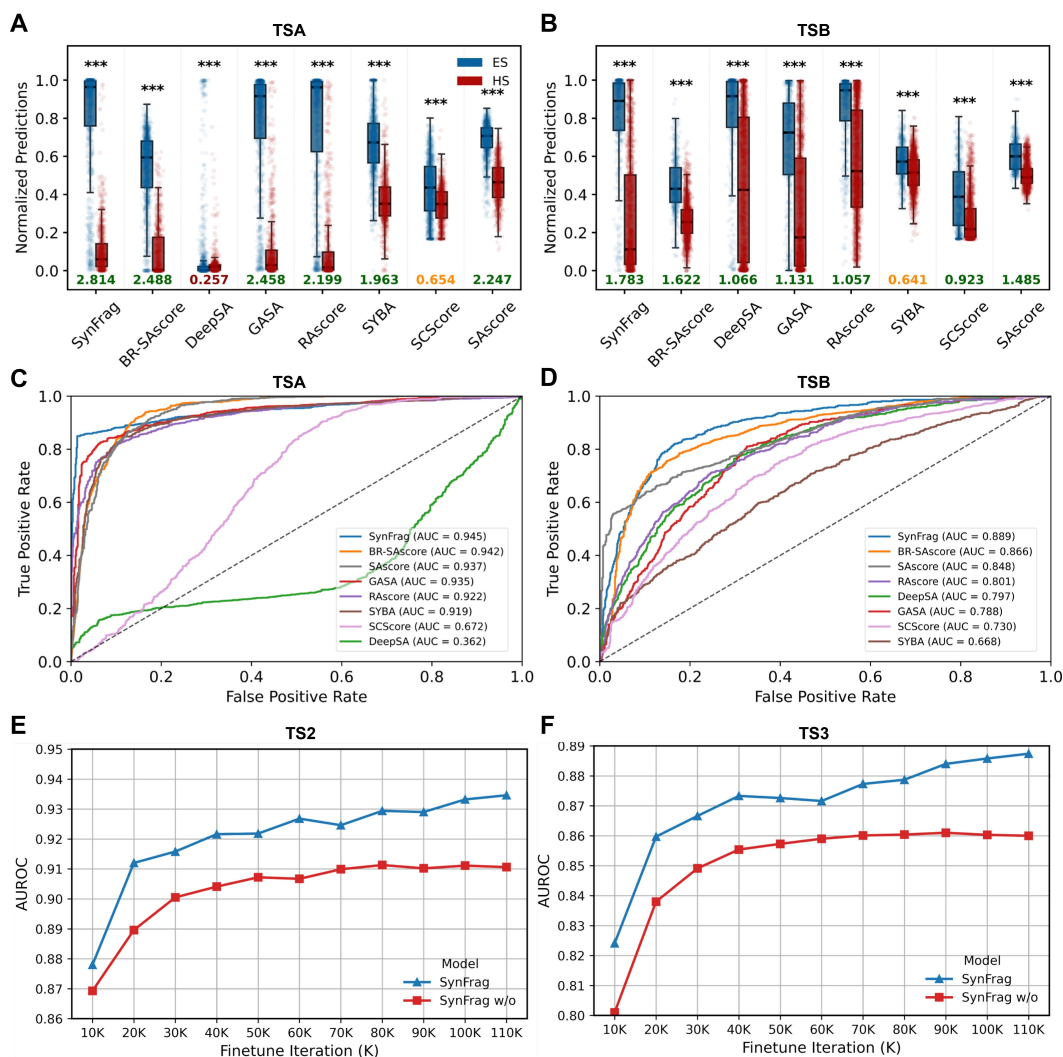 A
TSA
Normalized Predictions
1.0
0.8
0.6
0.4
0.2
0.0
ES
HS
*** *** *** *** *** *** *** ***
2.814 2.488 0.257 2.458 2.199 1.963 0.654 2.247
SynFrag BR-SAscore DeepSA GASA RAscore SYBA SCScore SAscore
B
TSB
Normalized Predictions
1.0
0.8
0.6
0.4
0.2
0.0
*** *** *** *** *** *** *** ***
1.783 1.622 1.066 1.131 1.057 0.641 0.923 1.485
SynFrag BR-SAscore DeepSA GASA RAscore SYBA SCScore SAscore
C
TSA
True Positive Rate
1.0
0.8
0.6
0.4
0.2
0.0
SynFrag (AUC = 0.945)
BR-SAscore (AUC = 0.942)
SAscore (AUC = 0.937)
GASA (AUC = 0.935)
RAscore (AUC = 0.922)
SYBA (AUC = 0.919)
SCScore (AUC = 0.672)
DeepSA (AUC = 0.362)
0.0 0.2 0.4 0.6 0.8 1.0
False Positive Rate
D
TSB
True Positive Rate
1.0
0.8
0.6
0.4
0.2
0.0
SynFrag (AUC = 0.889)
BR-SAscore (AUC = 0.866)
SAscore (AUC = 0.848)
RAscore (AUC = 0.801)
DeepSA (AUC = 0.797)
GASA (AUC = 0.788)
SCScore (AUC = 0.730)
SYBA (AUC = 0.668)
0.0 0.2 0.4 0.6 0.8 1.0
False Positive Rate
E
TS2
AUROC
0.95
0.94
0.93
0.92
0.91
0.90
0.89
0.88
0.87
0.86
Model
SynFrag
SynFrag w/o
10K 20K 30K 40K 50K 60K 70K 80K 90K 100K 110K
Finetune Iteration (K)
F
TS3
AUROC
0.89
0.88
0.87
0.86
0.85
0.84
0.83
0.82
0.81
0.80
Model
SynFrag
SynFrag w/o
10K 20K 30K 40K 50K 60K 70K 80K 90K 100K 110K
Finetune Iteration (K)